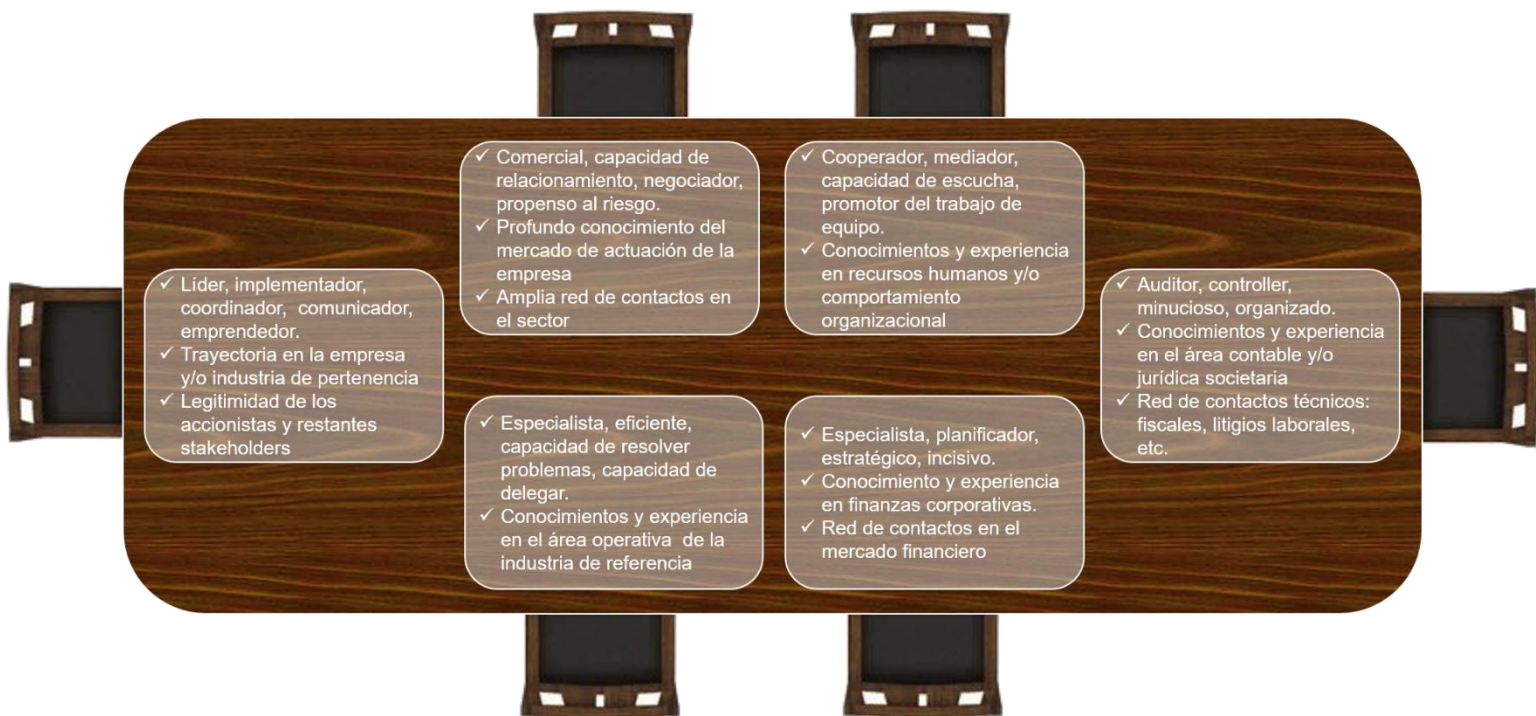 ✓ Comercial, capacidad de
relacionamiento, negociador,
propenso al riesgo.
✓ Profundo conocimiento del
mercado de actuación de la
empresa
✓ Amplia red de contactos en
el sector
✓ Cooperador, mediador,
capacidad de escucha,
promotor del trabajo de
equipo.
✓ Conocimientos y experiencia
en recursos humanos y/o
comportamiento
organizacional
✓ Líder, implementador,
coordinador, comunicador,
emprendedor.
✓ Trayectoria en la empresa
y/o industria de pertenencia
✓ Legitimidad de los
accionistas y restantes
stakeholders
✓ Auditor, controller,
minucioso, organizado.
✓ Conocimientos y experiencia
en el área contable y/o
jurídica societaria
✓ Red de contactos técnicos:
fiscales, litigios laborales,
etc.
✓ Especialista, eficiente,
capacidad de resolver
problemas, capacidad de
delegar.
✓ Conocimientos y experiencia
en el área operativa de la
industria de referencia
✓ Especialista, planificador,
estratégico, incisivo.
✓ Conocimiento y experiencia
en finanzas corporativas.
✓ Red de contactos en el
mercado financiero